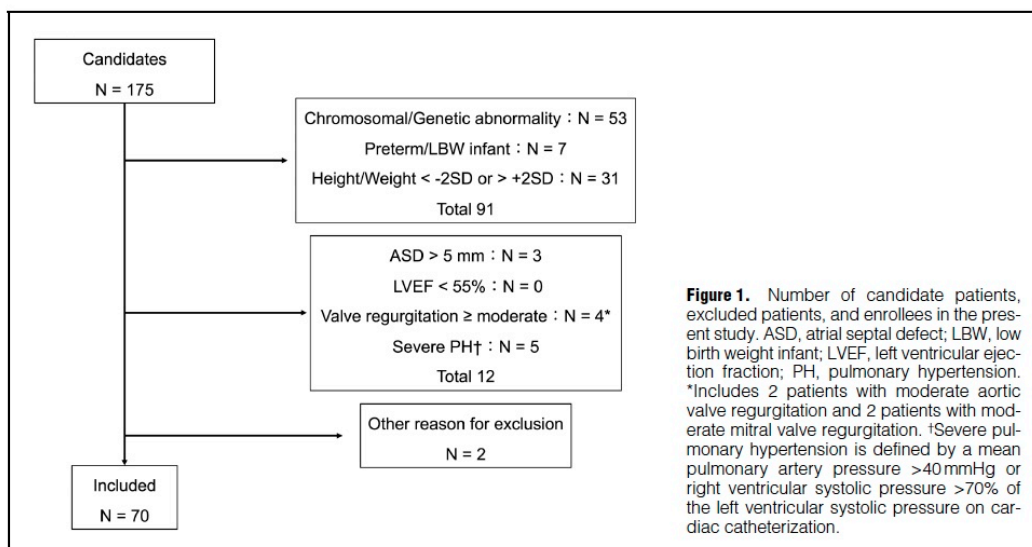 Candidates
N = 175
Chromosomal/Genetic abnormality：N = 53
Preterm/LBW infant：N = 7
Height/Weight < -2SD or > +2SD：N = 31
Total 91
ASD > 5 mm：N = 3
LVEF < 55%：N = 0
Valve regurgitation ≥ moderate：N = 4*
Severe PH†：N = 5
Total 12
Other reason for exclusion
N = 2
Included
N = 70
Figure 1. Number of candidate patients,
excluded patients, and enrollees in the pres-
ent study. ASD, atrial septal defect; LBW, low
birth weight infant; LVEF, left ventricular ejec-
tion fraction; PH, pulmonary hypertension.
*Includes 2 patients with moderate aortic
valve regurgitation and 2 patients with mod-
erate mitral valve regurgitation. †Severe pul-
monary hypertension is defined by a mean
pulmonary artery pressure >40 mmHg or
right ventricular systolic pressure >70% of
the left ventricular systolic pressure on car-
diac catheterization.